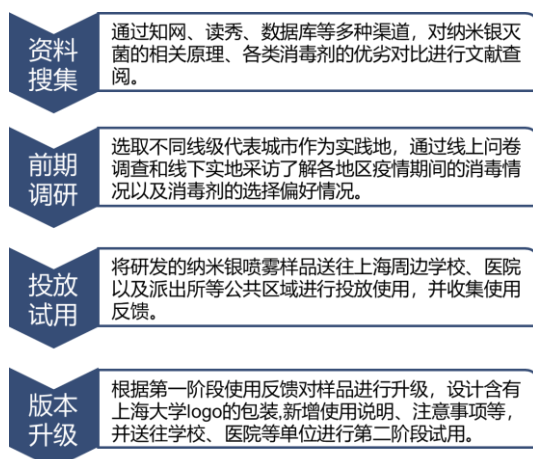 资料
搜集
通过知网、读秀、数据库等多种渠道，对纳米银灭
菌的相关原理、各类消毒剂的优劣对比进行文献查
阅。
前期
调研
选取不同线级代表城市作为实践地，通过线上问卷
调查和线下实地采访了解各地区疫情期间的消毒情
况以及消毒剂的选择偏好情况。
投放
试用
将研发的纳米银喷雾样品送往上海周边学校、医院
以及派出所等公共区域进行投放使用，并收集使用
反馈。
版本
升级
根据第一阶段使用反馈对样品进行升级，设计含有
上海大学logo的包装,新增使用说明、注意事项等，
并送往学校、医院等单位进行第二阶段试用。